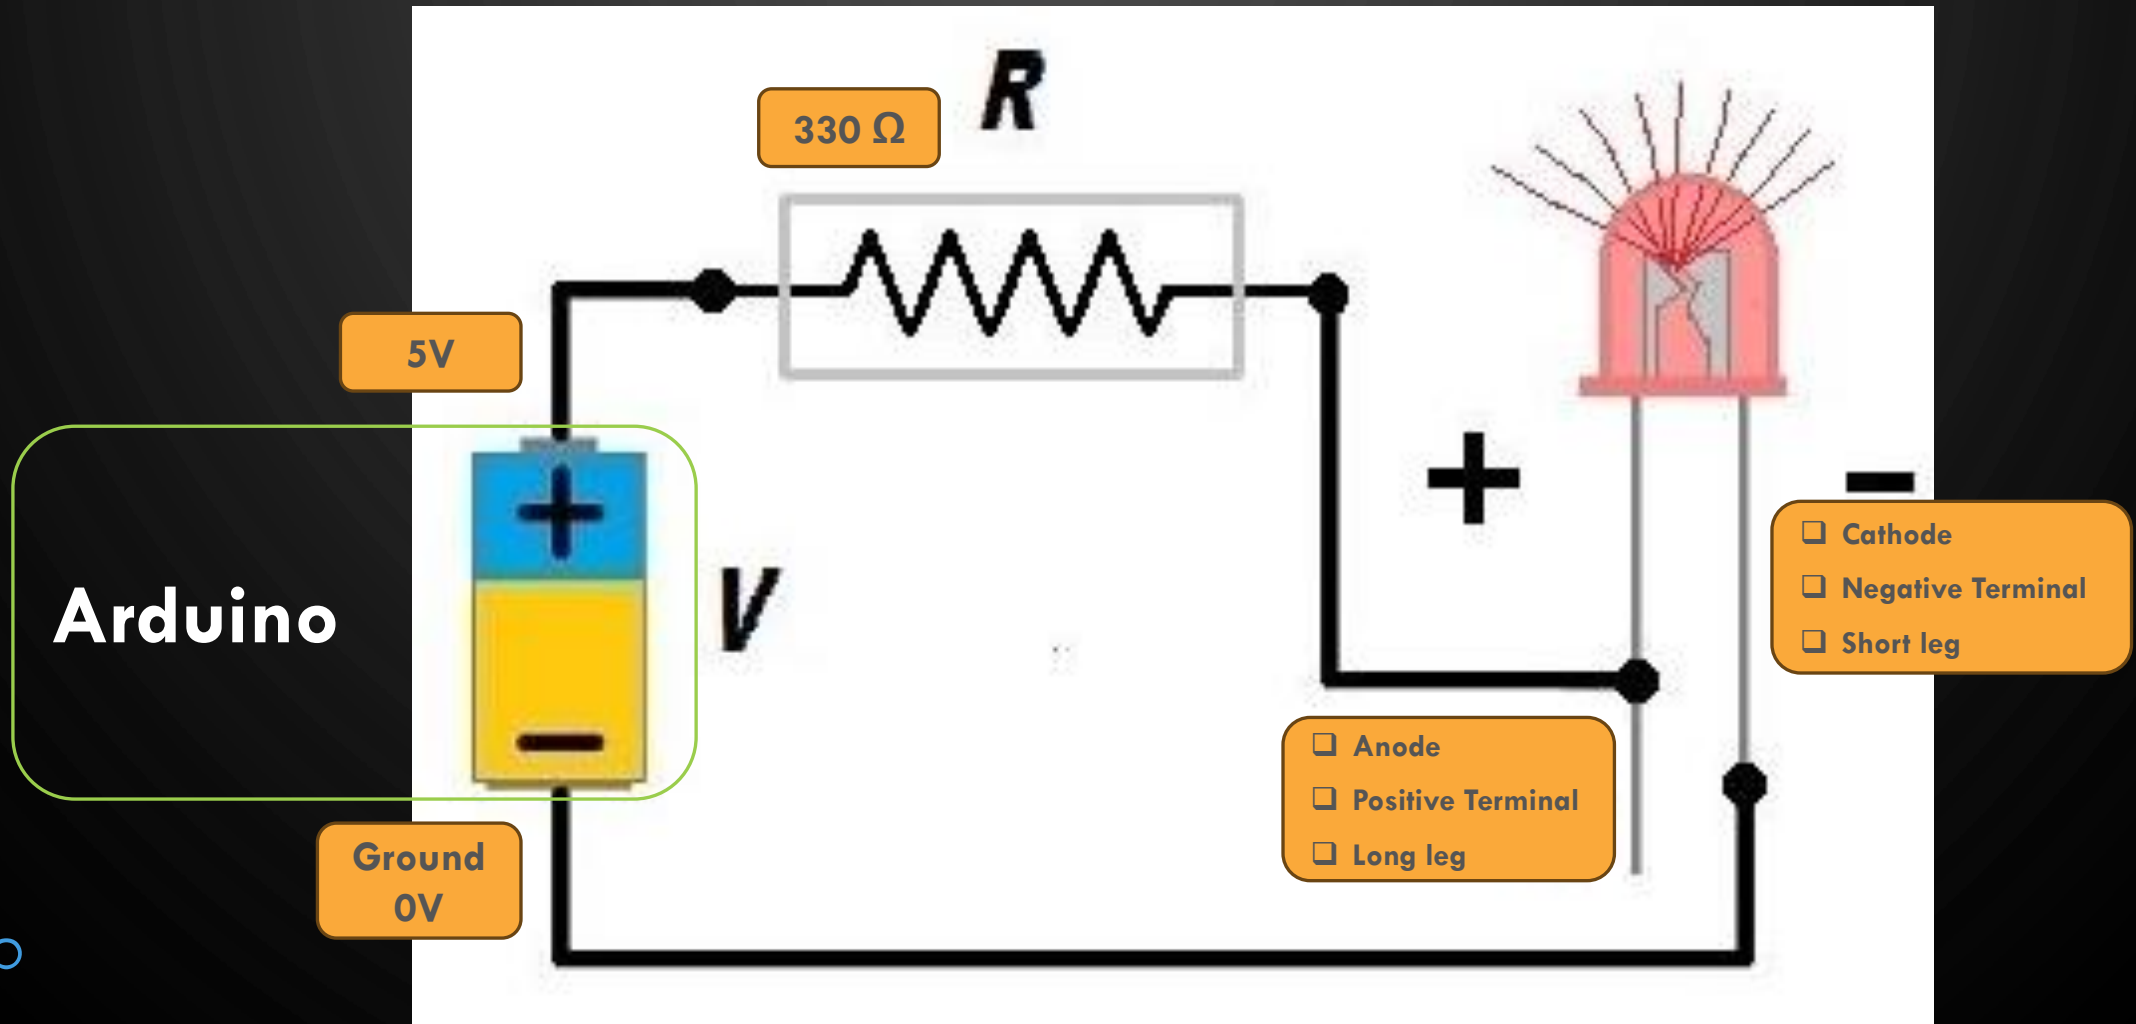 R
330 Ω
5V
+
+
−
Arduino
V
❑ Cathode
❑ Negative Terminal
❑ Short leg
−
❑ Anode
❑ Positive Terminal
❑ Long leg
Ground
0V